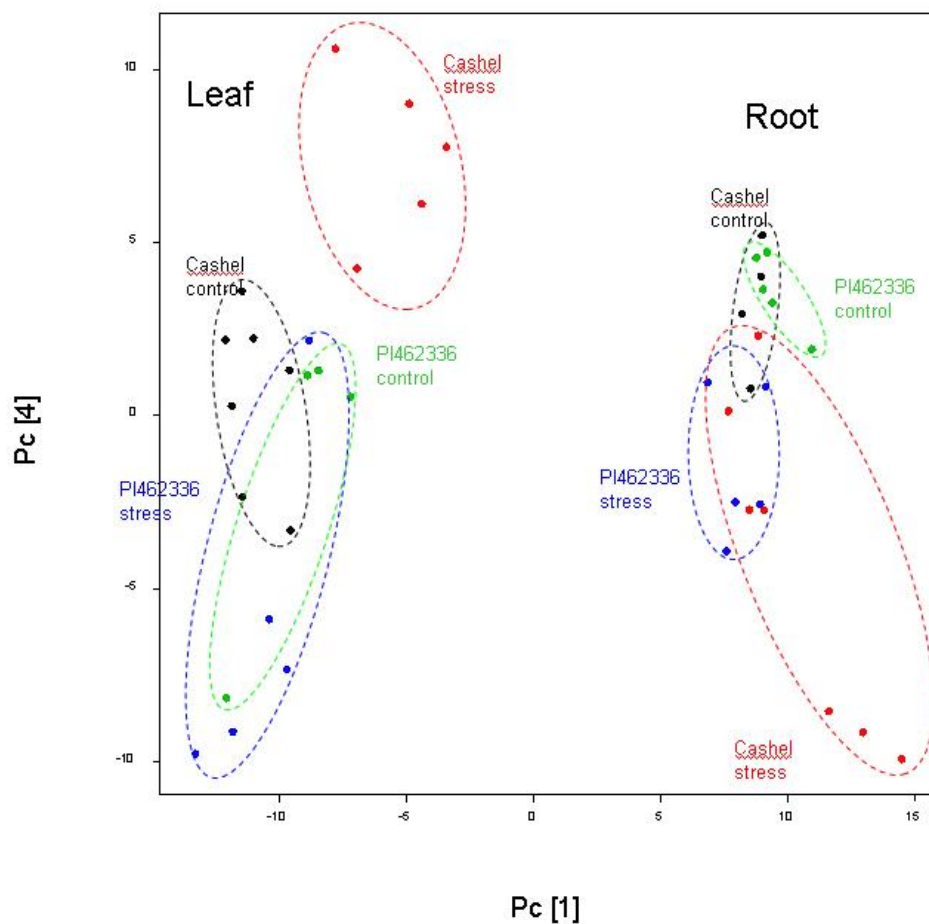 10
Cashel
stress
Leaf
Root
Cashel
control
5
Cashel
control
PI462336
control
PI462336
control
0
PI462336
stress
PI462336
stress
-5
Cashel
stress
-10
-10
-5
0
5
10
15
Pc [4]
Pc [1]